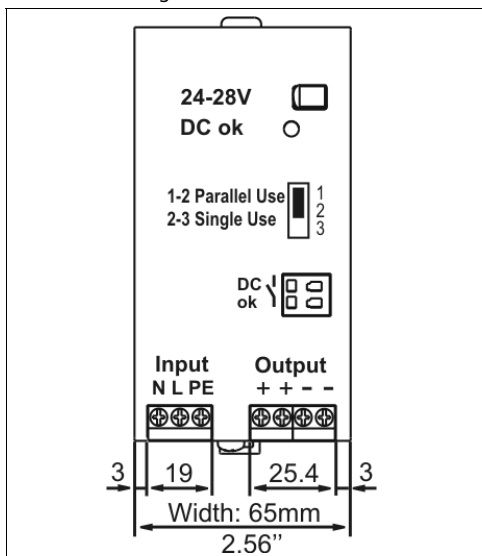 24-28V
DC ok
1-2 Parallel Use
2-3 Single Use
1
2
3
DC
ok
Input Output
N L PE + + - -
3 19 25.4 3
Width: 65mm
2.56’’